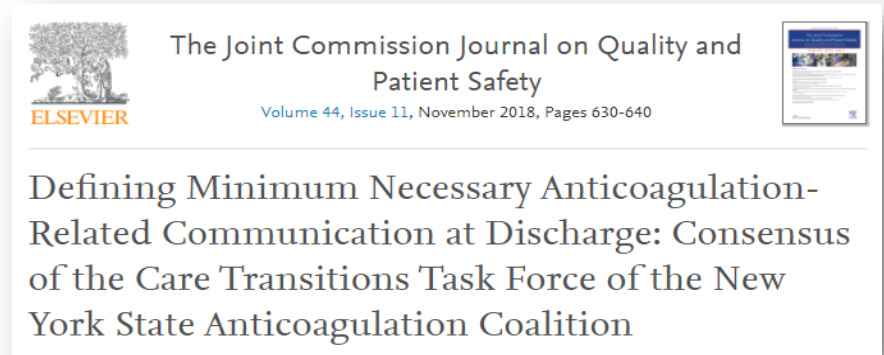 The Joint Commission Journal on Quality and
Patient Safety
Volume 44, Issue 11, November 2018, Pages 630-640
ELSEVIER
Defining Minimum Necessary Anticoagulation-
Related Communication at Discharge: Consensus
of the Care Transitions Task Force of the New
York State Anticoagulation Coalition